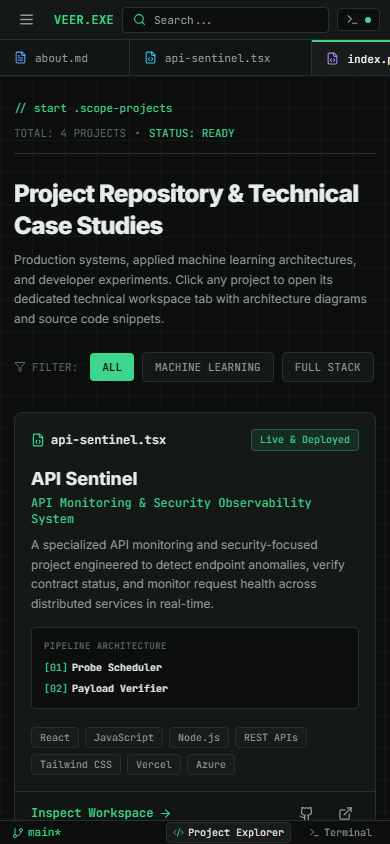 VEER.EXE Search...
about.md api-sentinel.tsx index.p
// start .scope-projects
TOTAL: 4 PROJECTS • STATUS: READY
Project Repository & Technical
Case Studies
Production systems, applied machine learning architectures,
and developer experiments. Click any project to open its
dedicated technical workspace tab with architecture diagrams
and source code snippets.
FILTER: ALL MACHINE LEARNING FULL STACK
api-sentinel.tsx Live & Deployed
API Sentinel
API Monitoring & Security Observability
System
A specialized API monitoring and security-focused
project engineered to detect endpoint anomalies, verify
contract status, and monitor request health across
distributed services in real-time.
PIPELINE ARCHITECTURE
[01] Probe Scheduler
[02] Payload Verifier
React JavaScript Node.js REST APIs
Tailwind CSS Vercel Azure
Inspect Workspace →
main* Project Explorer Terminal